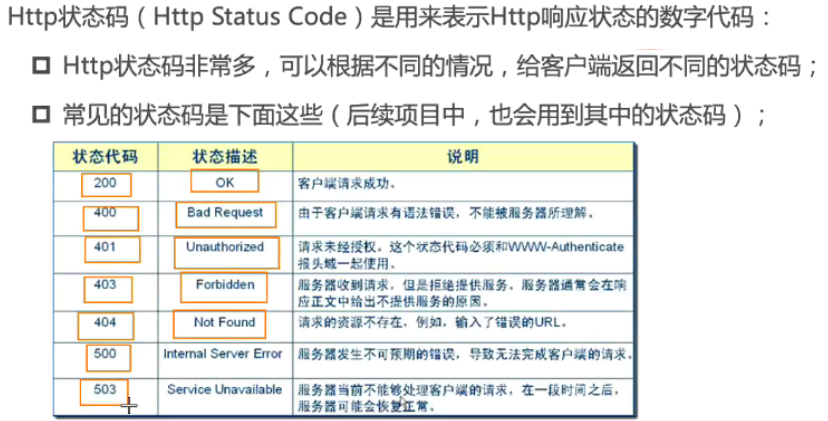 Http状态码（Http Status Code）是用来表示Http响应状态的数字代码：
Http状态码非常多，可以根据不同的情况，给客户端返回不同的状态码；
常见的状态码是下面这些（后续项目中，也会用到其中的状态码）；
状态代码 状态描述 说明
200 OK 客户端请求成功。
400 Bad Request 由于客户端请求有语法错误，不能被服务器所理解。
401 Unauthorized 请求未经授权。这个状态代码必须和WWW-Authenticate
报头域一起使用。
403 Forbidden 服务器收到请求，但是拒绝提供服务。服务器通常会在响
应正文中给出不提供服务的原因。
404 Not Found 请求的资源不存在，例如，输入了错误的URL。
500 Internal Server Error 服务器发生不可预期的错误，导致无法完成客户端的请求。
503 Service Unavailable 服务器当前不能够处理客户端的请求，在一段时间之后，
服务器可能会恢复正常。